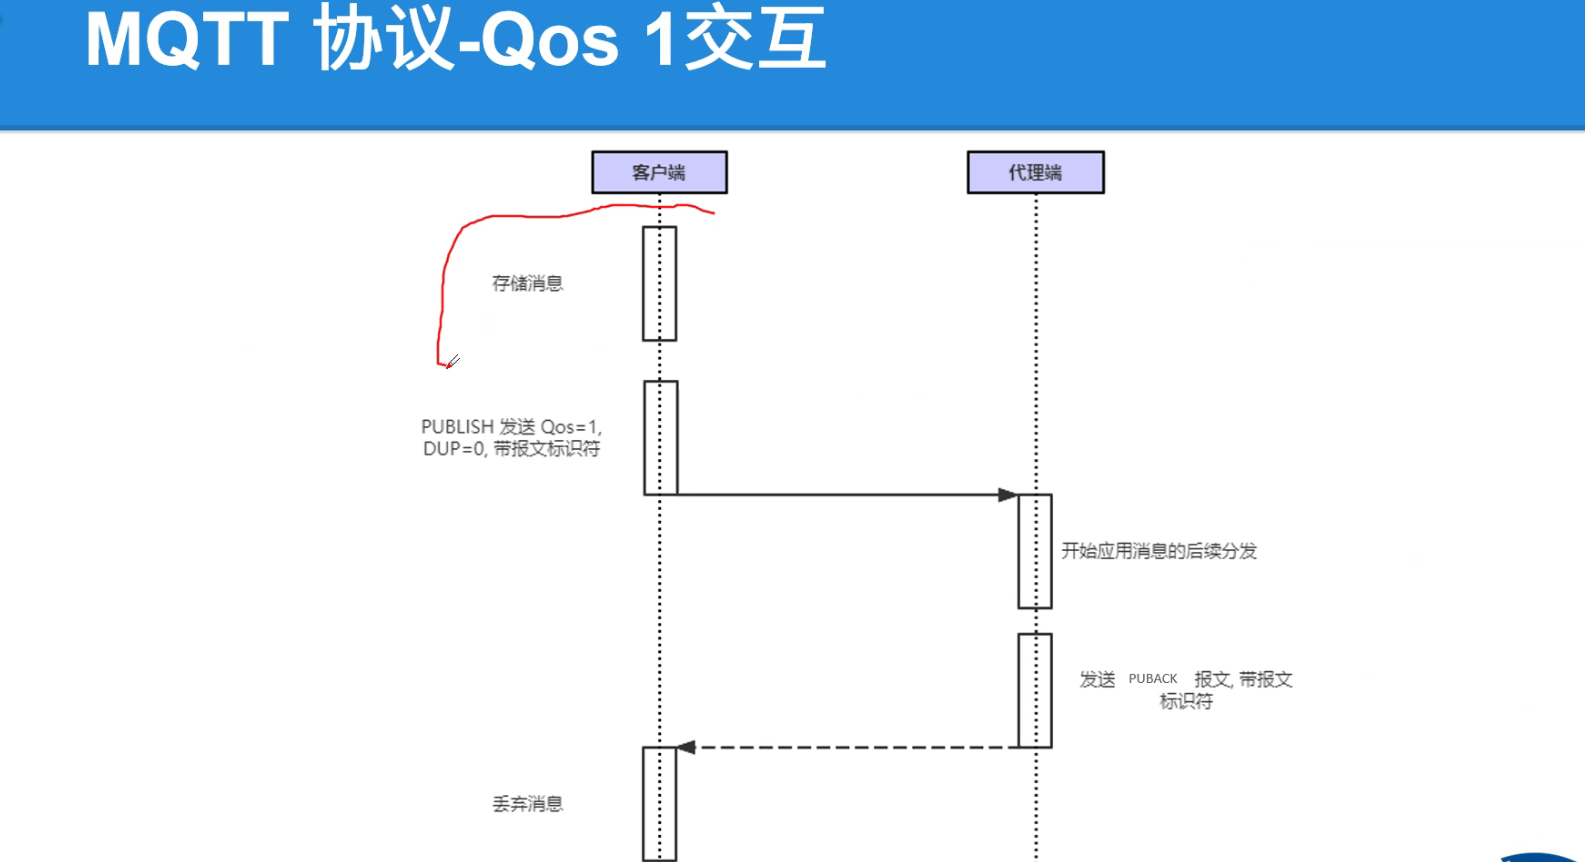 MQTT 协议-Qos 1交互
客户端
代理端
存储消息
PUBLISH 发送 Qos=1,
DUP=0, 带报文标识符
开始应用消息的后续分发
发送 PUBACK 报文, 带报文
标识符
丢弃消息